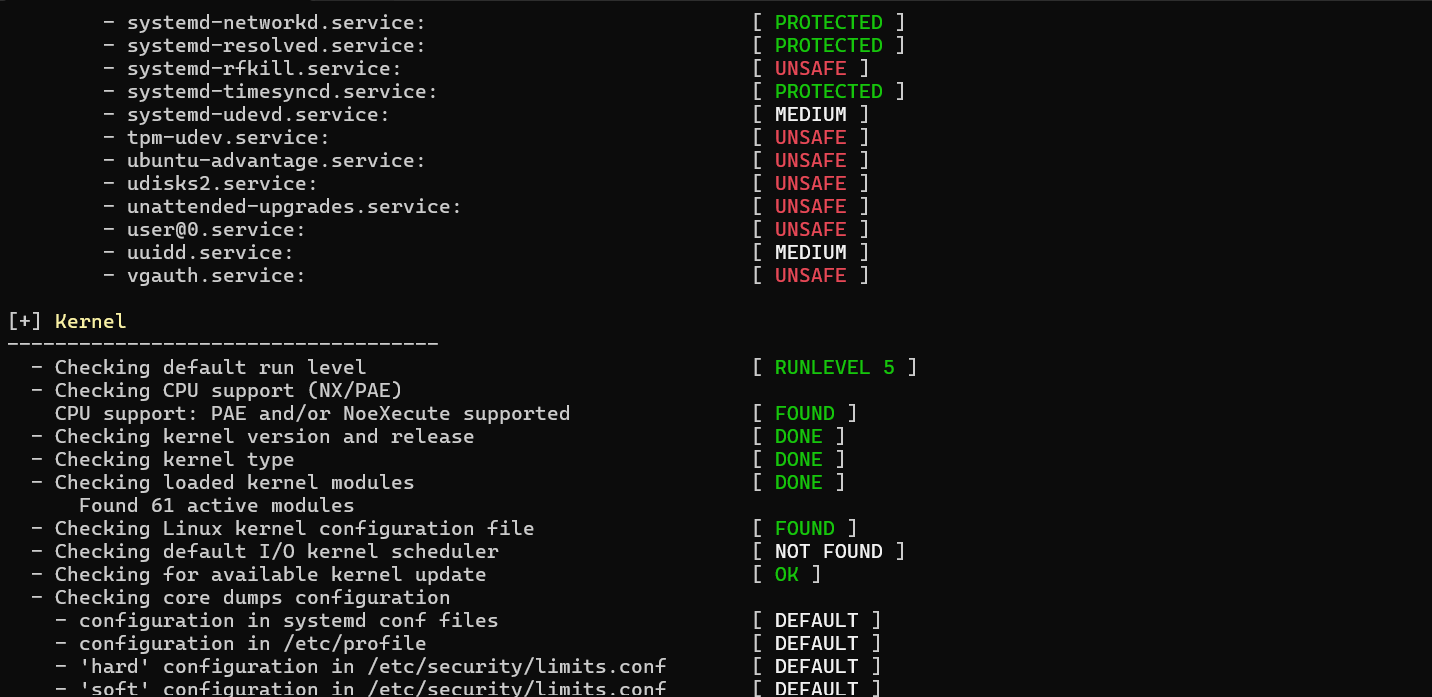 - systemd-networkd.service: [ PROTECTED ]
- systemd-resolved.service: [ PROTECTED ]
- systemd-rfkill.service: [ UNSAFE ]
- systemd-timesyncd.service: [ PROTECTED ]
- systemd-udevd.service: [ MEDIUM ]
- tpm-udev.service: [ UNSAFE ]
- ubuntu-advantage.service: [ UNSAFE ]
- udisks2.service: [ UNSAFE ]
- unattended-upgrades.service: [ UNSAFE ]
- user@0.service: [ UNSAFE ]
- uuidd.service: [ MEDIUM ]
- vgauth.service: [ UNSAFE ]
[+] Kernel
------------------------------------
- Checking default run level [ RUNLEVEL 5 ]
- Checking CPU support (NX/PAE)
CPU support: PAE and/or NoeXecute supported [ FOUND ]
- Checking kernel version and release [ DONE ]
- Checking kernel type [ DONE ]
- Checking loaded kernel modules [ DONE ]
Found 61 active modules
- Checking Linux kernel configuration file [ FOUND ]
- Checking default I/O kernel scheduler [ NOT FOUND ]
- Checking for available kernel update [ OK ]
- Checking core dumps configuration
- configuration in systemd conf files [ DEFAULT ]
- configuration in /etc/profile [ DEFAULT ]
- 'hard' configuration in /etc/security/limits.conf [ DEFAULT ]
- 'soft' configuration in /etc/security/limits.conf [ DEFAULT ]